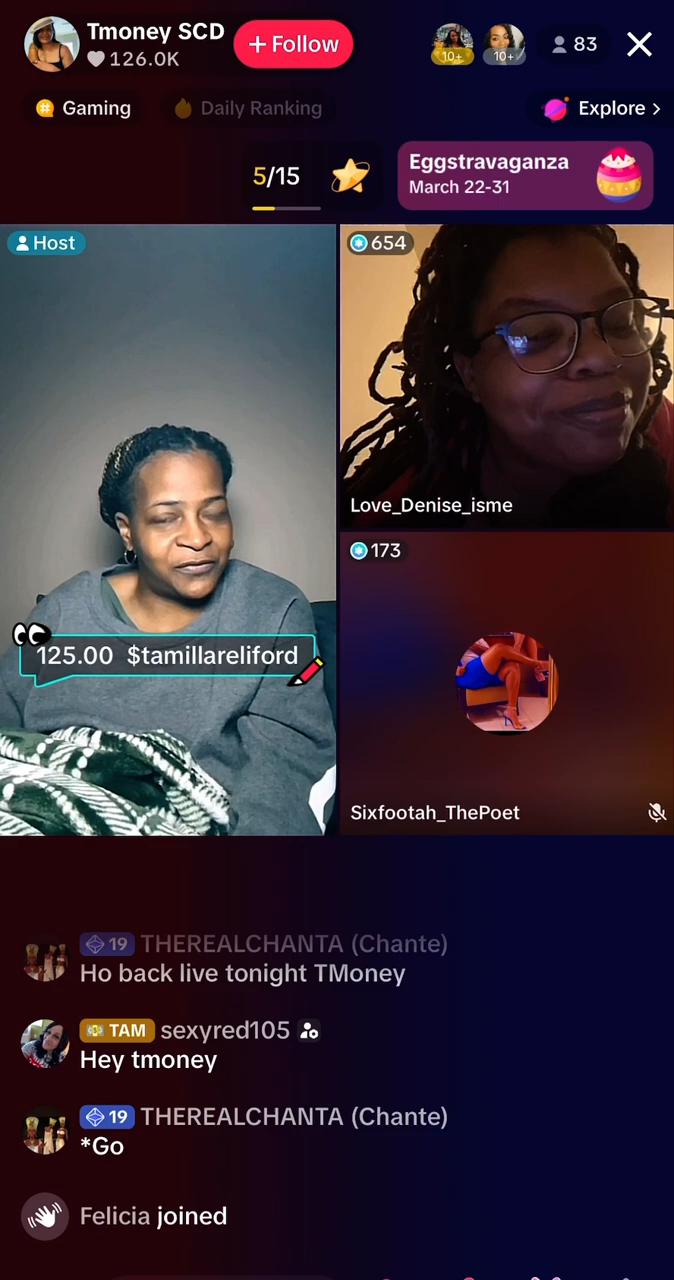 Tmoney SCD
126.0K
+ Follow
10+
10+
83
Gaming
Daily Ranking
Explore >
5/15
Eggstravaganza
March 22-31
Host
654
Love_Denise_isme
125.00 $tamillareliford
173
Sixfootah_ThePoet
19 THEREALCHANTA (Chante)
Ho back live tonight TMoney
TAM sexyred105
Hey tmoney
19 THEREALCHANTA (Chante)
*Go
Felicia joined